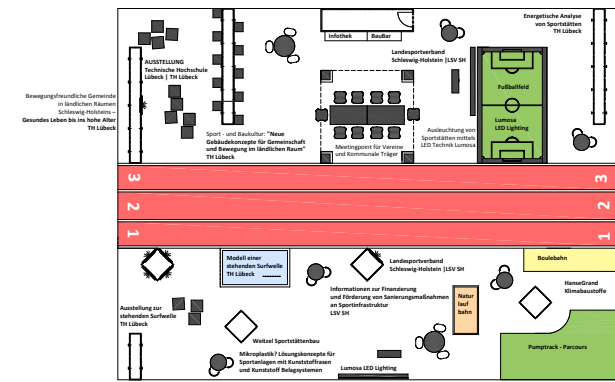 Energetische Analyse
von Sportstätten
TH Lübeck
Infothek
BauBar
Landesportverband
Schleswig-Holstein |LSV SH
AUSSTELLUNG
Technische Hochschule
Lübeck | TH Lübeck
Bewegungsfreundliche Gemeinde
in ländlichen Räumen
Schleswig-Holsteins –
Gesundes Leben bis ins hohe Alter
TH Lübeck
Fußballfeld
Lumosa
LED Lighting
Sport - und Baukultur: "Neue
Gebäudekonzepte für Gemeinschaft
und Bewegung im ländlichen Raum"
TH Lübeck
Meetingpoint für Vereine
und Kommunale Träger
Ausleuchtung von
Sportstätten mittels
LED Technik Lumosa
3
3
2
2
1
1
Modell einer
stehenden Surfwelle
TH Lübeck
Landesportverband
Schleswig-Holstein |LSV SH
Boulebahn
Informationen zur Finanzierung
und Förderung von Sanierungsmaßnahmen
an Sportinfrastruktur
LSV SH
Natur
lauf
bahn
HanseGrand
Klimabaustoffe
Ausstellung zur
stehenden Surfwelle
TH Lübeck
Weitzel Sportstättenbau
Mikroplastik? Lösungskonzepte für
Sportanlagen mit Kunststoffrasen
und Kunststoff Belagsystemen
Lumosa LED Lighting
Pumptrack - Parcours